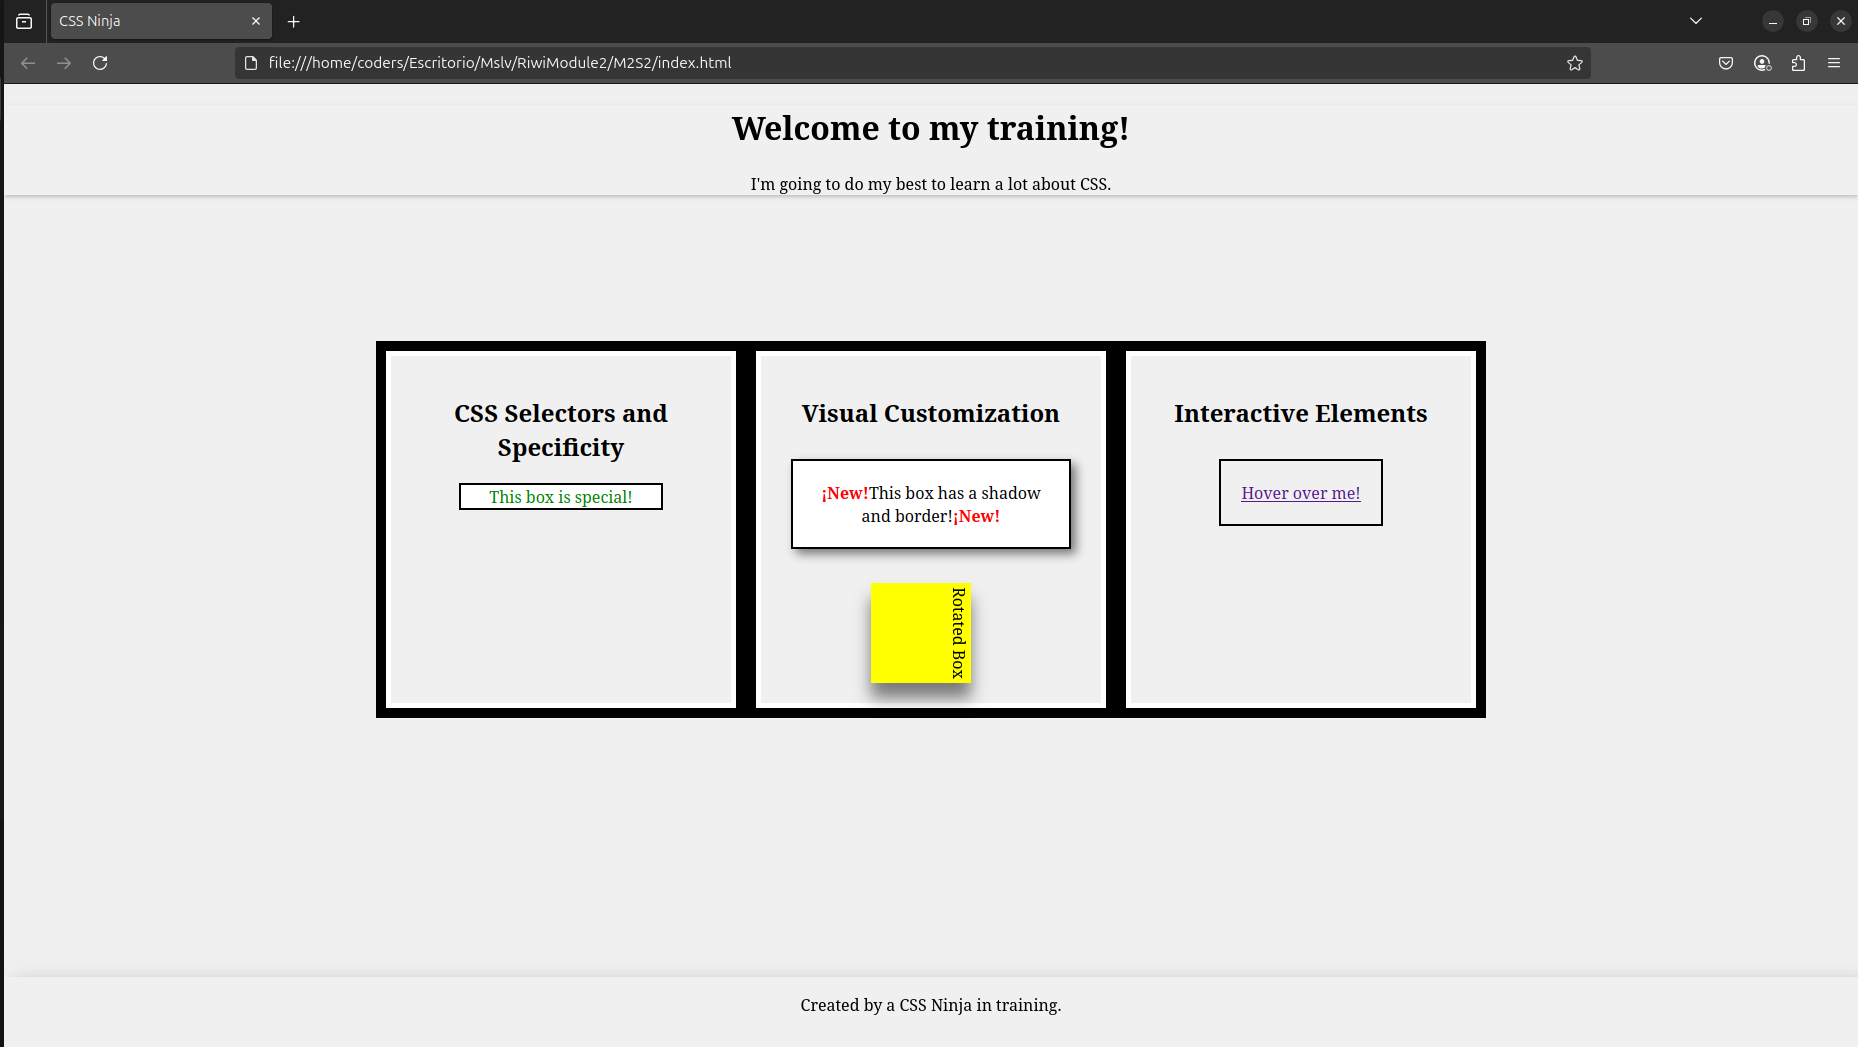 CSS Ninja
file:///home/coders/Escritorio/Mslv/RiwiModule2/M2S2/index.html
Welcome to my training!
I'm going to do my best to learn a lot about CSS.
CSS Selectors and
Specificity
This box is special!
Visual Customization
¡New!This box has a shadow
and border!¡New!
Rotated Box
Interactive Elements
Hover over me!
Created by a CSS Ninja in training.